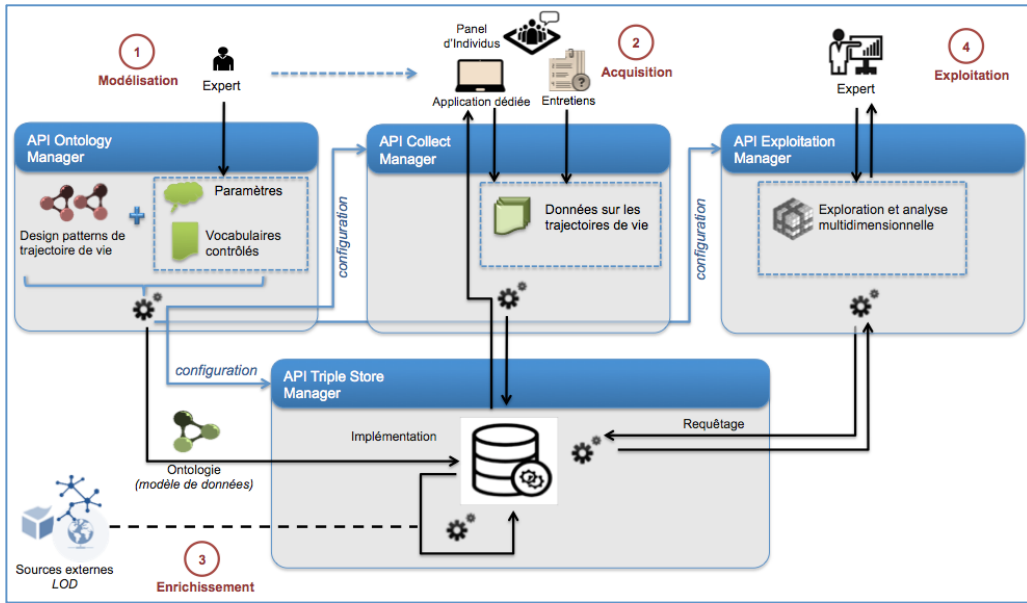 1
Modélisation
Expert
Panel
d'Individus
2
Acquisition
Application dédiée
Entretiens
?
4
Exploitation
Expert
API Ontology
Manager
Design patterns de
trajectoire de vie
Paramètres
Vocabulaires
contrôlés
configuration
API Collect
Manager
Données sur les
trajectoires de vie
configuration
API Exploitation
Manager
Exploration et analyse
multidimensionnelle
configuration
API Triple Store
Manager
Implémentation
Requêtage
Ontologie
(modèle de données)
Sources externes
LOD
3
Enrichissement